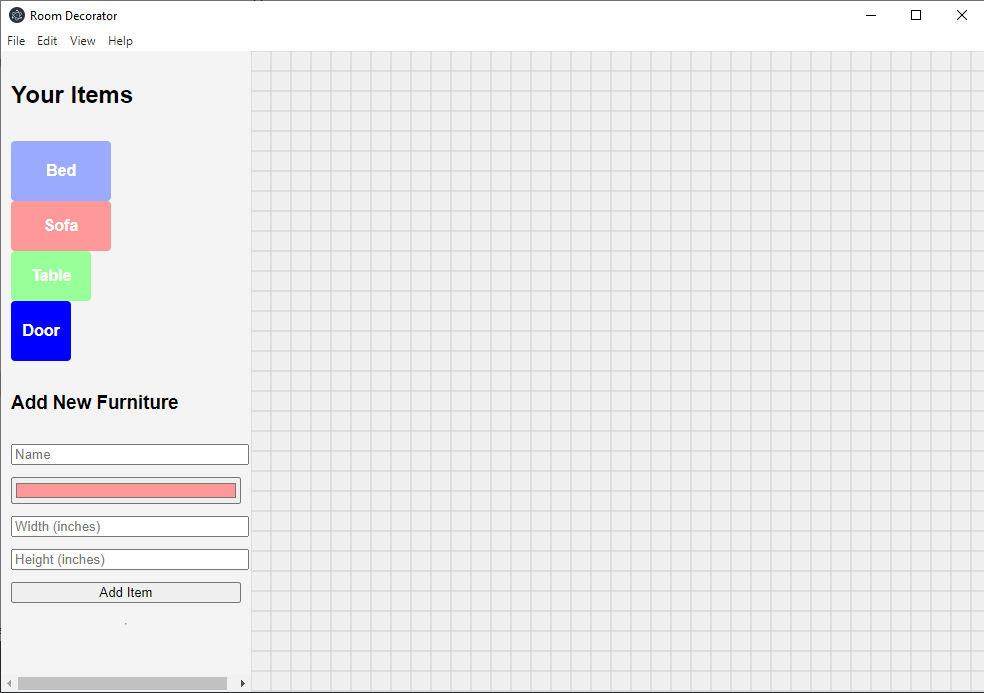 Room Decorator
File Edit View Help
Your Items
Bed
Sofa
Table
Door
Add New Furniture
Name
Width (inches)
Height (inches)
Add Item